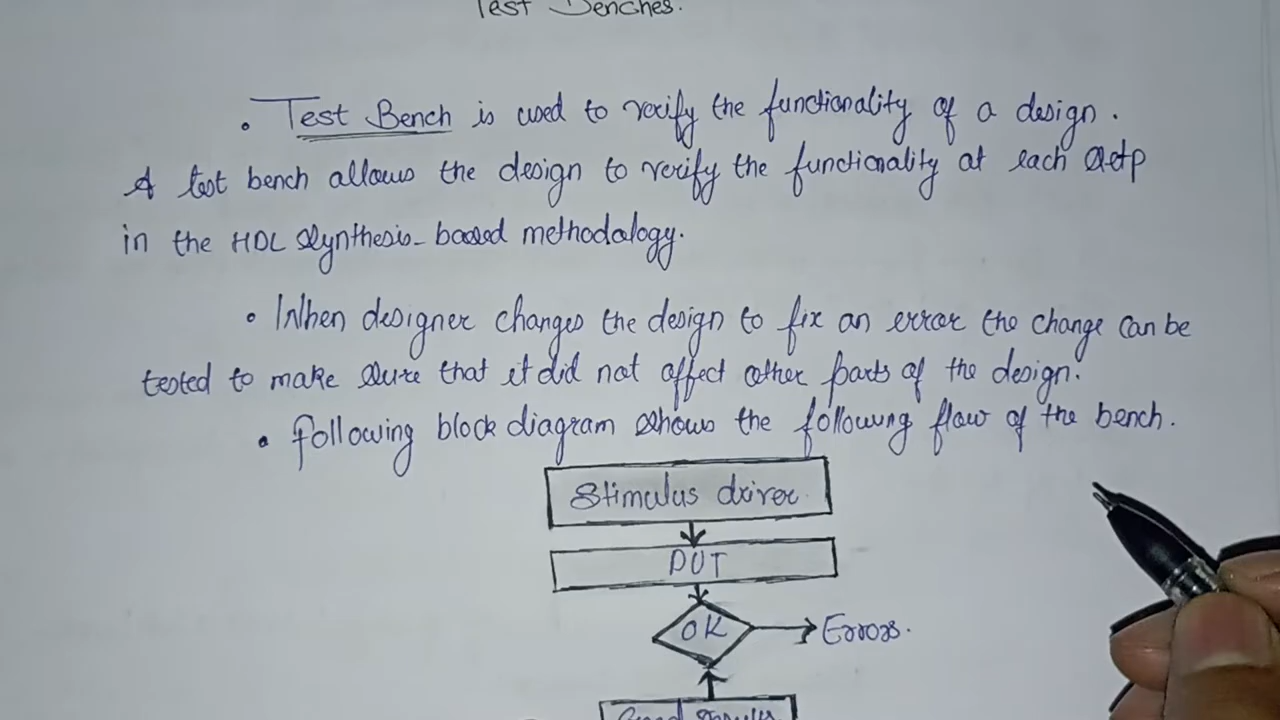 Test Benches.
• Test Bench is used to verify the functionality of a design.
A test bench allows the design to verify the functionality at each step
in the HDL synthesis-based methodology.
• When designer changes the design to fix an error the change can be
tested to make sure that it did not affect other parts of the design.
• Following block diagram shows the following flow of the bench.
Stimulus driver
DUT
OK
Errors.